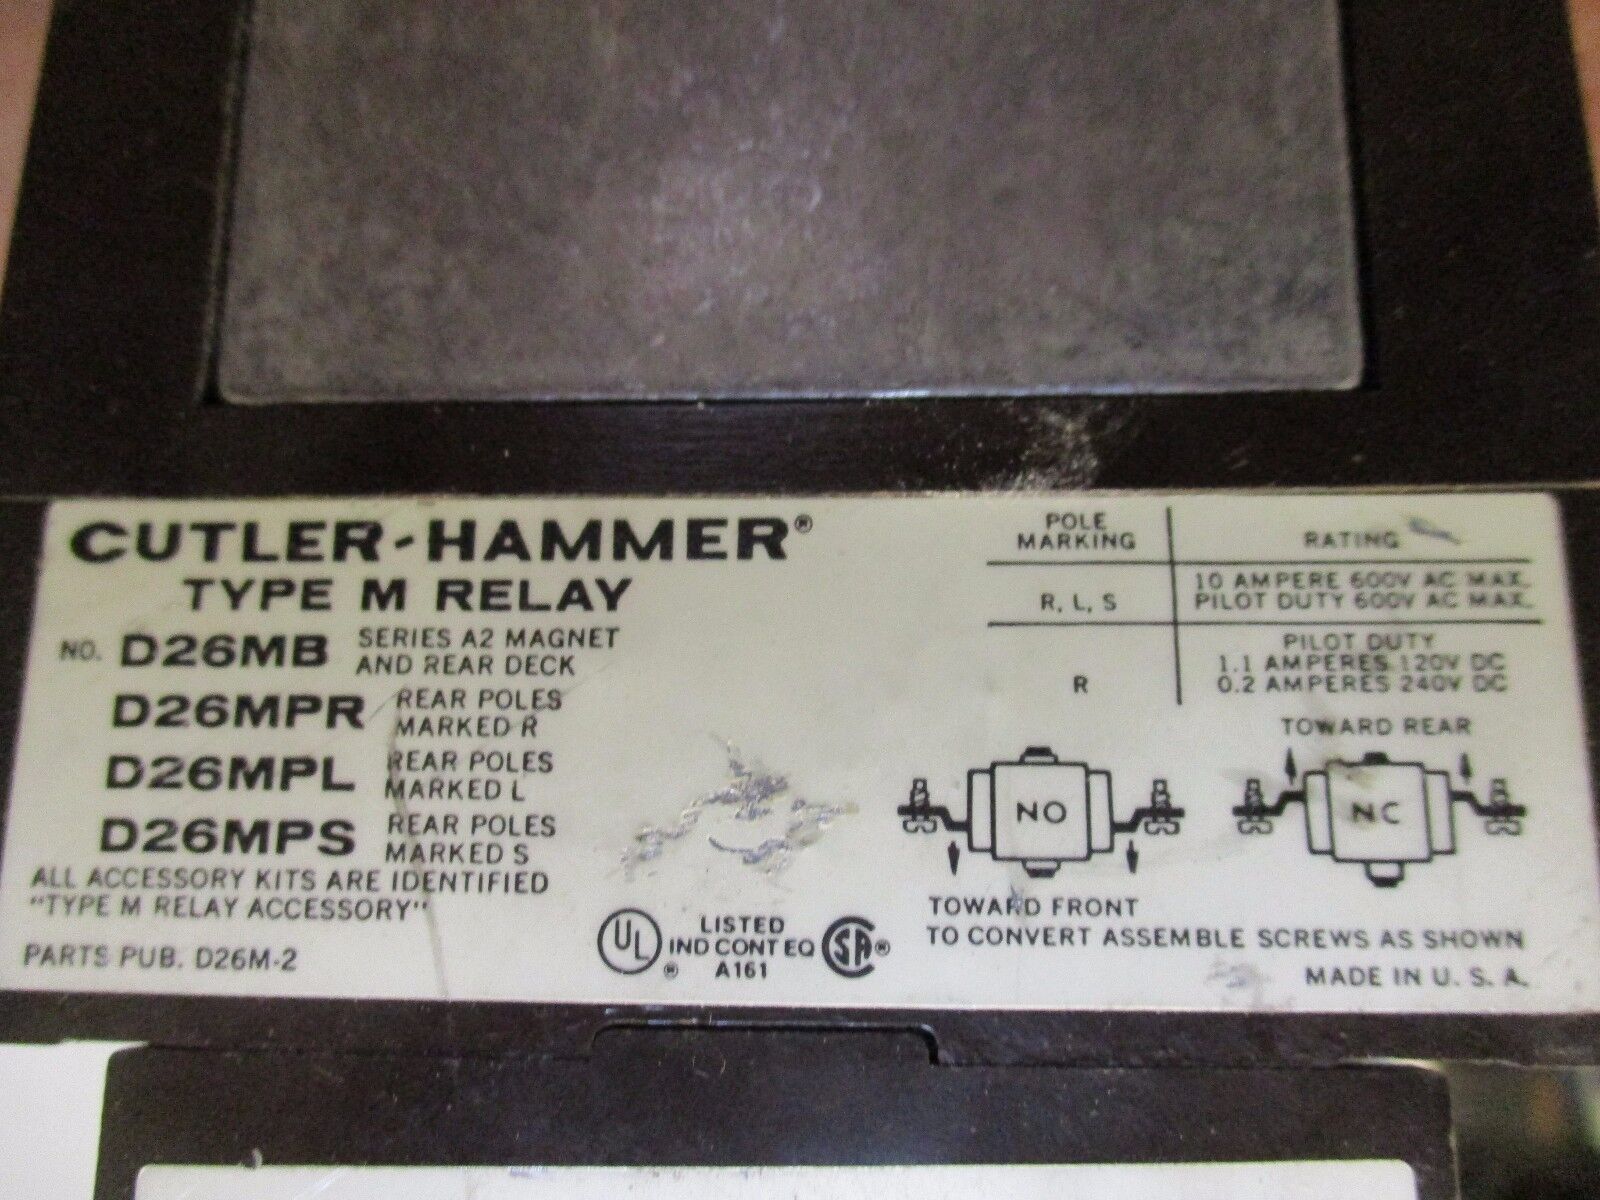 CUTLER-HAMMER®
TYPE M RELAY
NO. D26MB SERIES A2 MAGNET
AND REAR DECK
D26MPR REAR POLES
MARKED R
D26MPL REAR POLES
MARKED L
D26MPS REAR POLES
MARKED S
ALL ACCESSORY KITS ARE IDENTIFIED
"TYPE M RELAY ACCESSORY"
PARTS PUB. D26M-2
UL ®
LISTED
IND CONT EQ
A161
SA ®
POLE
MARKING
RATING
R, L, S
10 AMPERE 600V AC MAX.
PILOT DUTY 600V AC MAX.
R
PILOT DUTY
1.1 AMPERES 120V DC
0.2 AMPERES 240V DC
TOWARD REAR
NO
NC
TOWARD FRONT
TO CONVERT ASSEMBLE SCREWS AS SHOWN
MADE IN U. S. A.